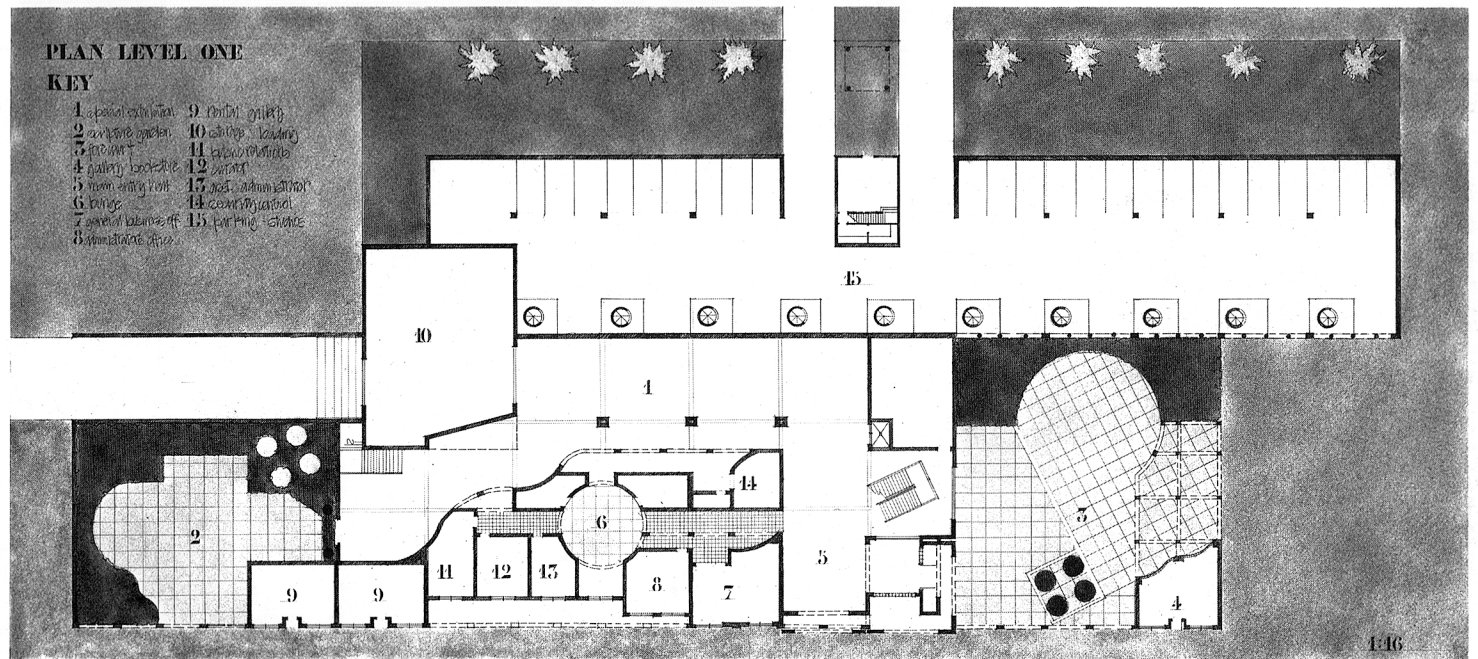 PLAN LEVEL ONE
KEY
1 special exhibition 9 rental gallery
2 sculpture garden 10 storage loading
3 forecourt 11 public relations
4 gallery bookstore 12 curator
5 main entry hall 13 asst. administrator
6 lounge 14 security control
7 general business off 15 parking
8 administrators office
15
10
1
2
14
6
3
5
11
12
13
8
7
9
9
4
2
1:16